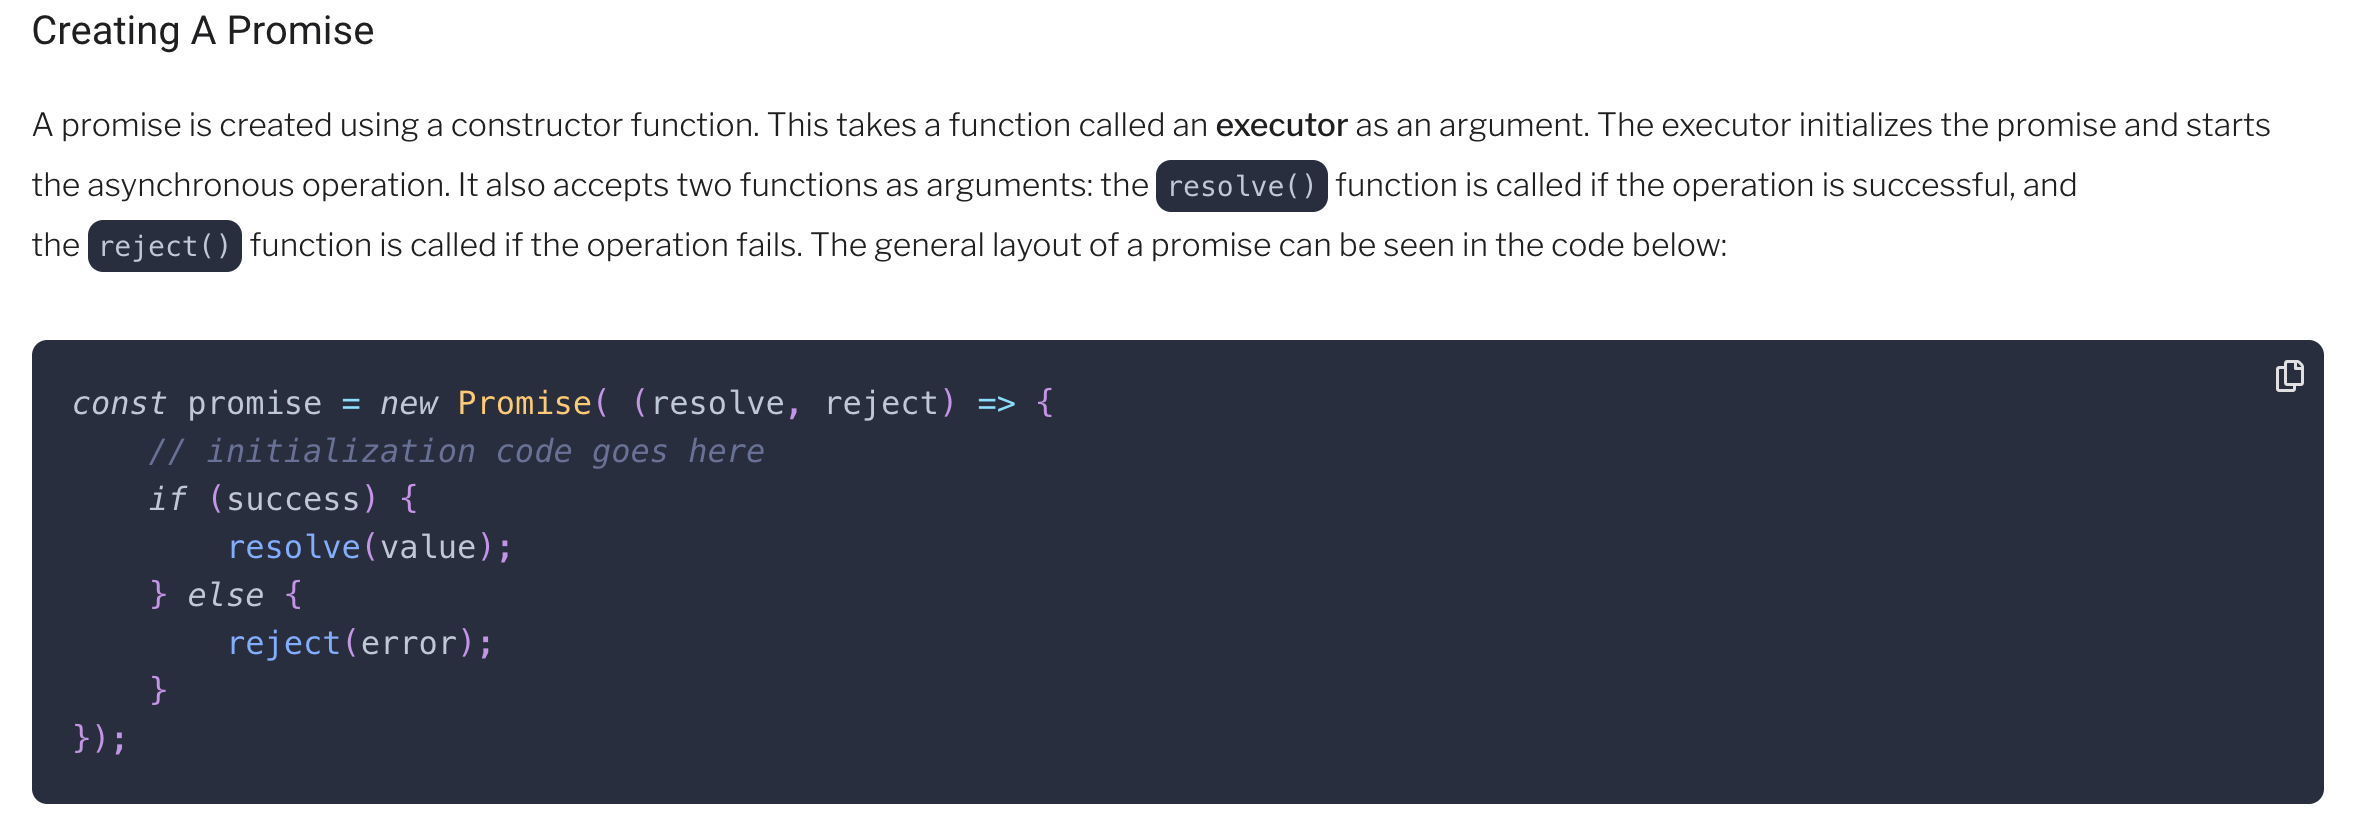 Creating A Promise
A promise is created using a constructor function. This takes a function called an executor as an argument. The executor initializes the promise and starts
the asynchronous operation. It also accepts two functions as arguments: the resolve() function is called if the operation is successful, and
the reject() function is called if the operation fails. The general layout of a promise can be seen in the code below:
const promise = new Promise( (resolve, reject) => {
    // initialization code goes here
    if (success) {
        resolve(value);
    } else {
        reject(error);
    }
});